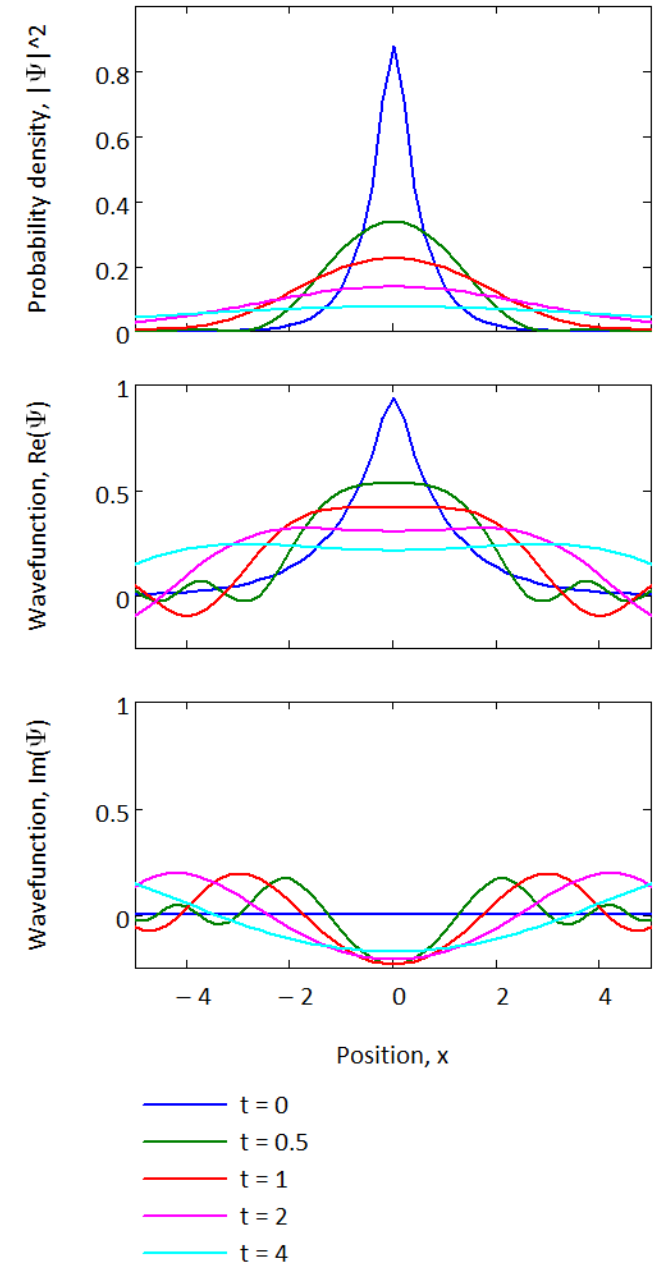 Probability density, |Ψ|^2
0.8
0.6
0.4
0.2
0
Wavefunction, Re(Ψ)
1
0.5
0
Wavefunction, Im(Ψ)
1
0.5
0
− 4 − 2 0 2 4
Position, x
t = 0
t = 0.5
t = 1
t = 2
t = 4